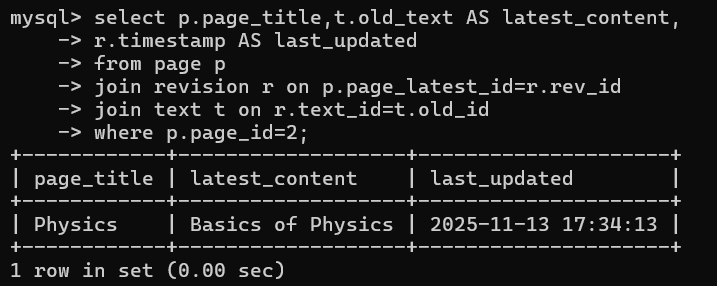 mysql> select p.page_title,t.old_text AS latest_content,
    -> r.timestamp AS last_updated
    -> from page p
    -> join revision r on p.page_latest_id=r.rev_id
    -> join text t on r.text_id=t.old_id
    -> where p.page_id=2;
+------------+-------------------+---------------------+
| page_title | latest_content    | last_updated        |
+------------+-------------------+---------------------+
| Physics    | Basics of Physics | 2025-11-13 17:34:13 |
+------------+-------------------+---------------------+
1 row in set (0.00 sec)